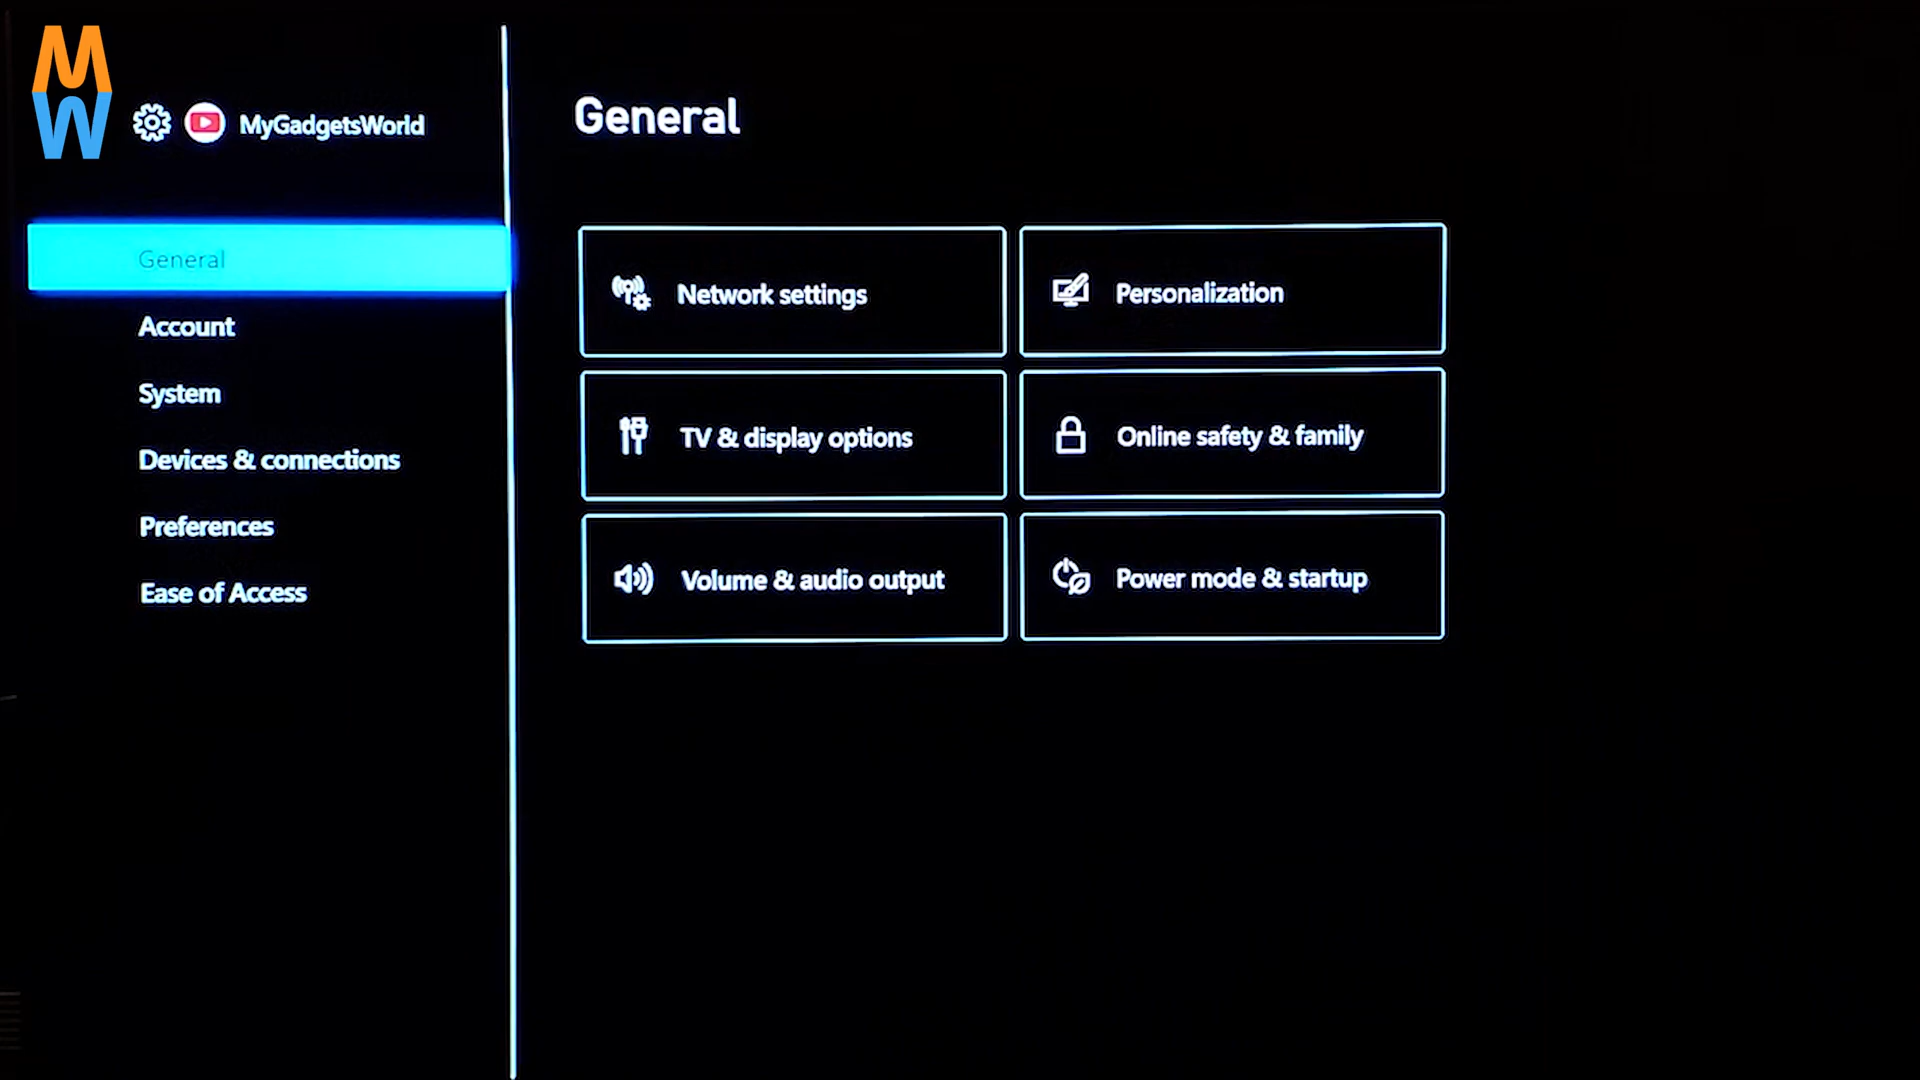 MW
MyGadgetsWorld
General
Account
System
Devices & connections
Preferences
Ease of Access
General
Network settings
Personalization
TV & display options
Online safety & family
Volume & audio output
Power mode & startup